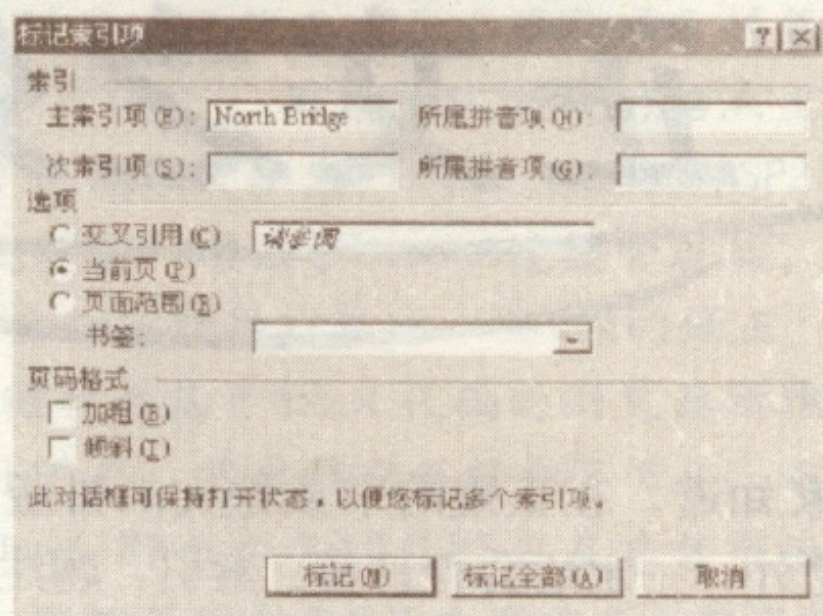 标记索引项
索引
主索引项(E): North Bridge 所属拼音项(H):
次索引项(S): 所属拼音项(G):
选项
交叉引用(C) 请参阅
当前页(P)
页面范围(R)
书签:
页码格式
加粗(B)
倾斜(I)
此对话框可保持打开状态，以便您标记多个索引项。
标记(M) 标记全部(A) 取消